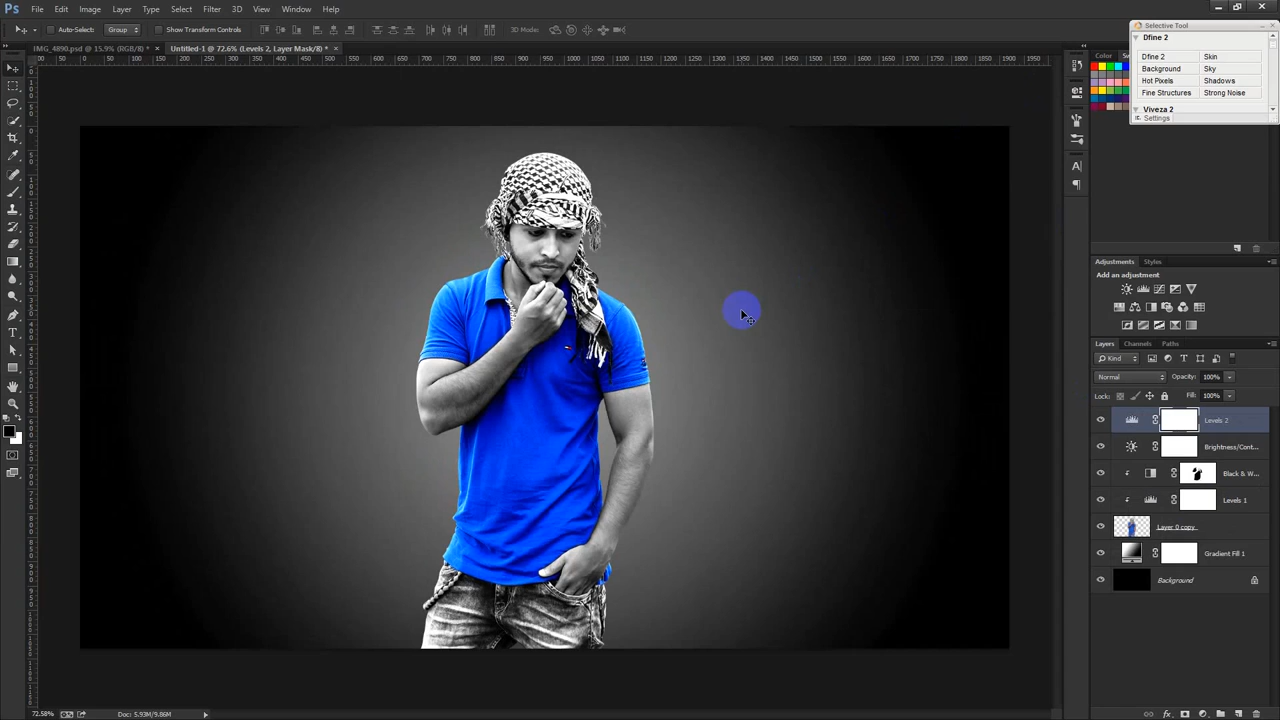 Ps File Edit Image Layer Type Select Filter 3D View Window Help
Auto-Select: Group Show Transform Controls 3D Mode:
Selective Tool
Dfine 2
Dfine 2 Skin
Background Sky
Hot Pixels Shadows
Fine Structures Strong Noise
Viveza 2
Settings
IMG_4890.psd @ 15.9% (RGB/8) * × Untitled-1 @ 72.6% (Levels 2, Layer Mask/8) * ×
Color
Adjustments Styles
Add an adjustment
Layers Channels Paths
Kind
Normal Opacity: 100%
Lock: Fill: 100%
Levels 2
Brightness/Cont...
Black & W...
Levels 1
Layer 0 copy
Gradient Fill 1
Background
72.58% Doc: 5.93M/9.86M